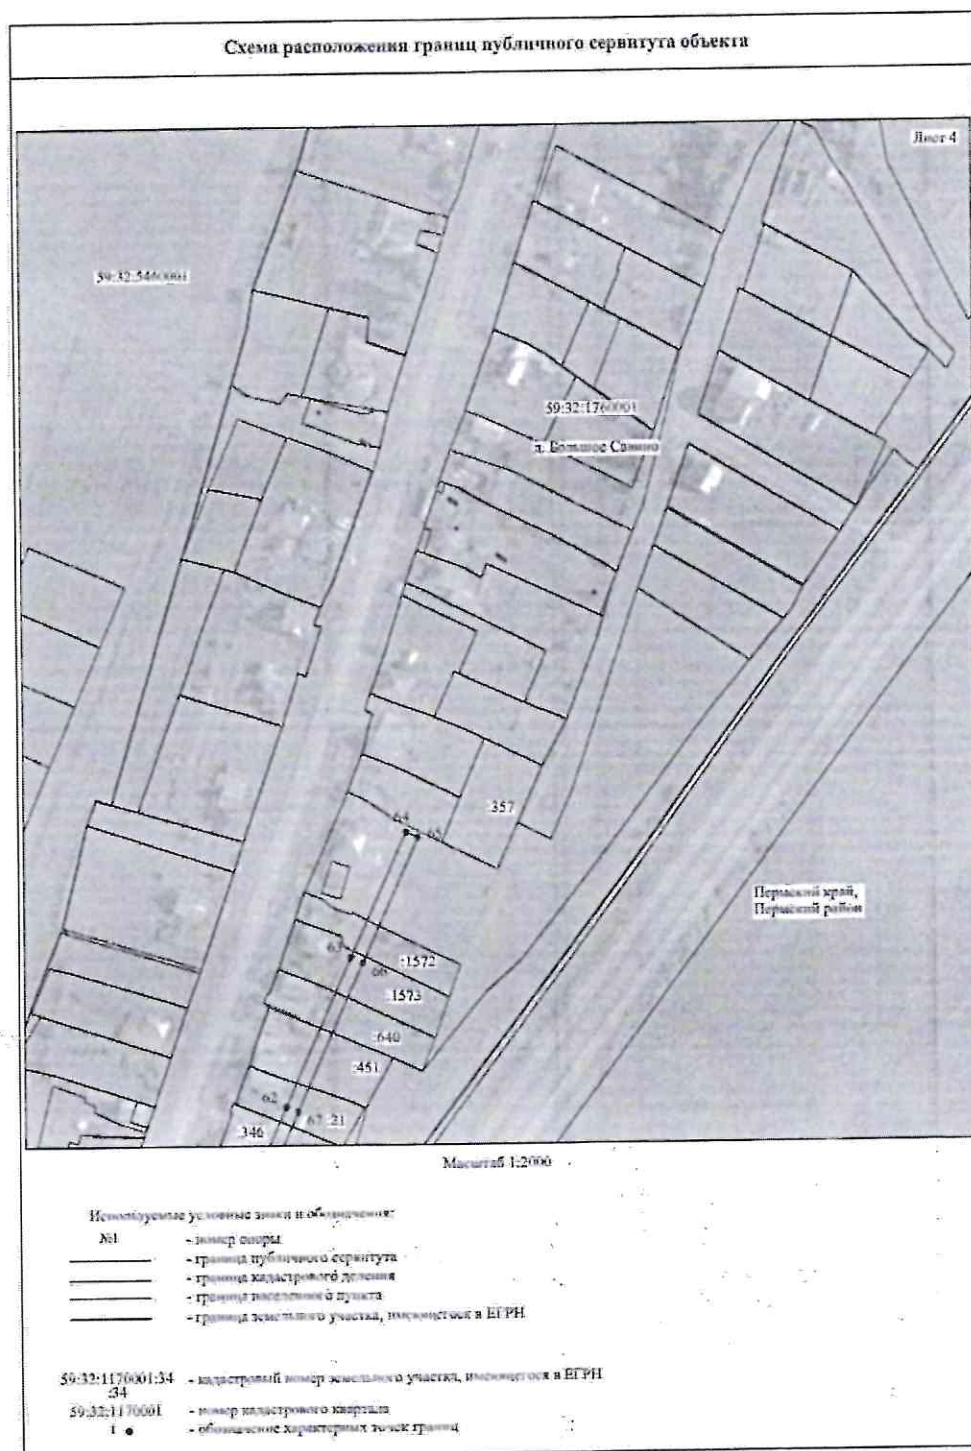 Схема расположения границ публичного сервитута объекта
Лист 4
59:32:5460001
59:32:1760001
д. Большое Савино
:357
64
65
Пермский край,
Пермский район
63
66
:1572
:1573
:640
:451
62
67
:21
:346
Масштаб 1:2000
Используемые условные знаки и обозначения:
№1 - номер опоры
- граница публичного сервитута
- граница кадастрового деления
- граница населенного пункта
- граница земельного участка, имеющегося в ЕГРН
59:32:1170001:34 - кадастровый номер земельного участка, имеющегося в ЕГРН
:34
59:32:1170001 - номер кадастрового квартала
1 ● - обозначение характерных точек границ